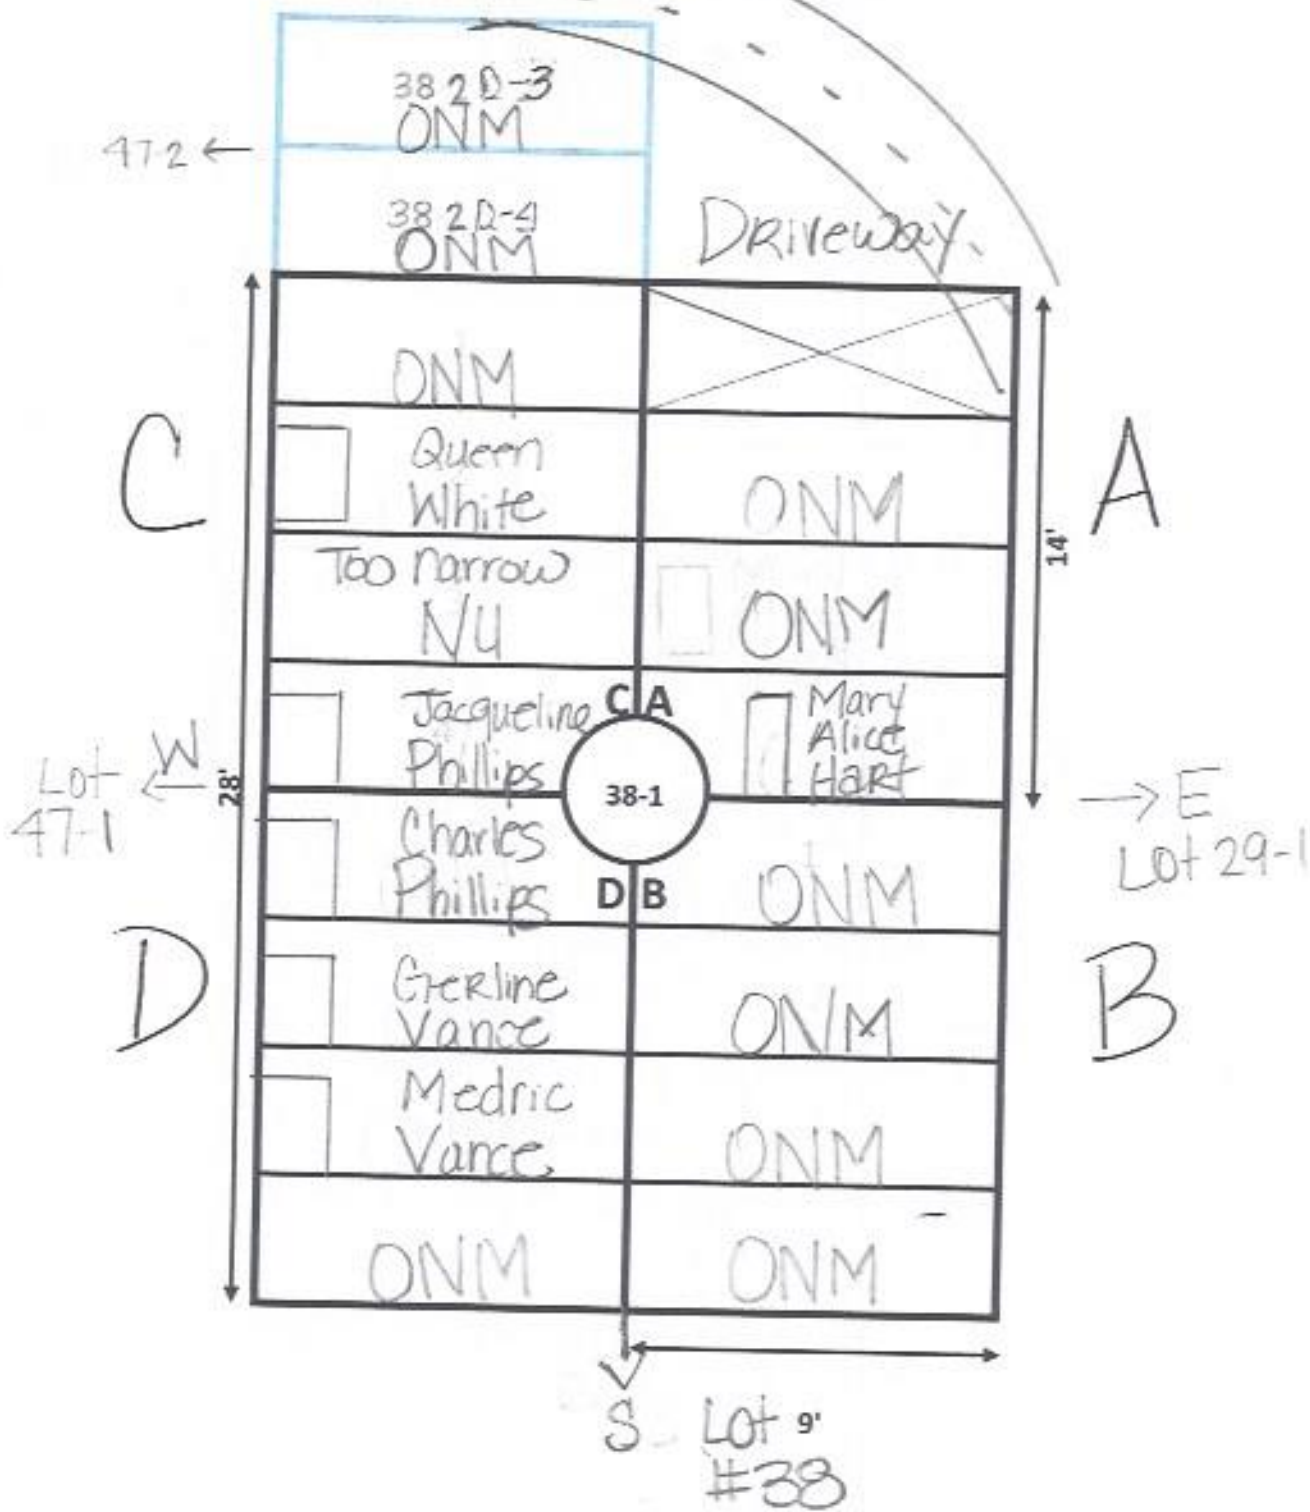 38 2 D-3
ONM
47-2
38 2 D-4
ONM
Driveway
ONM
C
Queen
White
ONM
A
14'
Too narrow
NU
ONM
Jacqueline
Phillips
C A
Mary
Alice
Hart
W
Lot
47-1
28'
38-1
E
Lot 29-1
Charles
Phillips
D B
ONM
D
Gerline
Vance
ONM
B
Medric
Vance
ONM
ONM
ONM
S
Lot 9'
#38